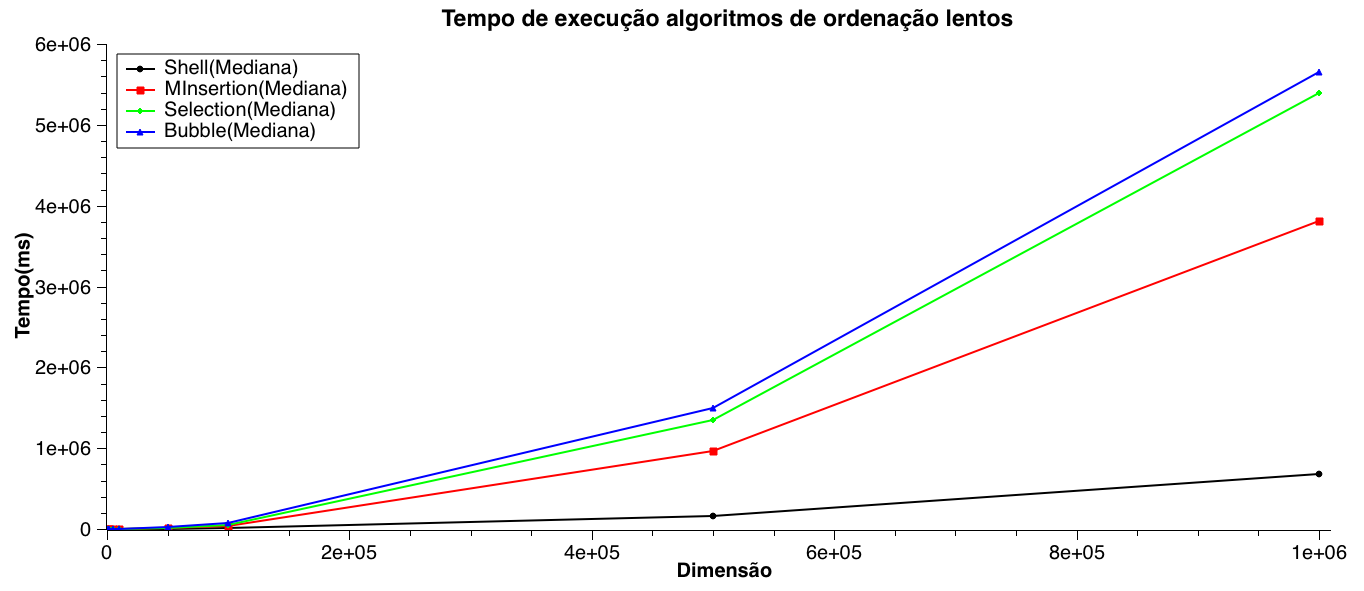 Tempo de execução algoritmos de ordenação lentos
6e+06
5e+06
4e+06
3e+06
2e+06
1e+06
0
Tempo(ms)
Shell(Mediana)
MInsertion(Mediana)
Selection(Mediana)
Bubble(Mediana)
0 2e+05 4e+05 6e+05 8e+05 1e+06
Dimensão